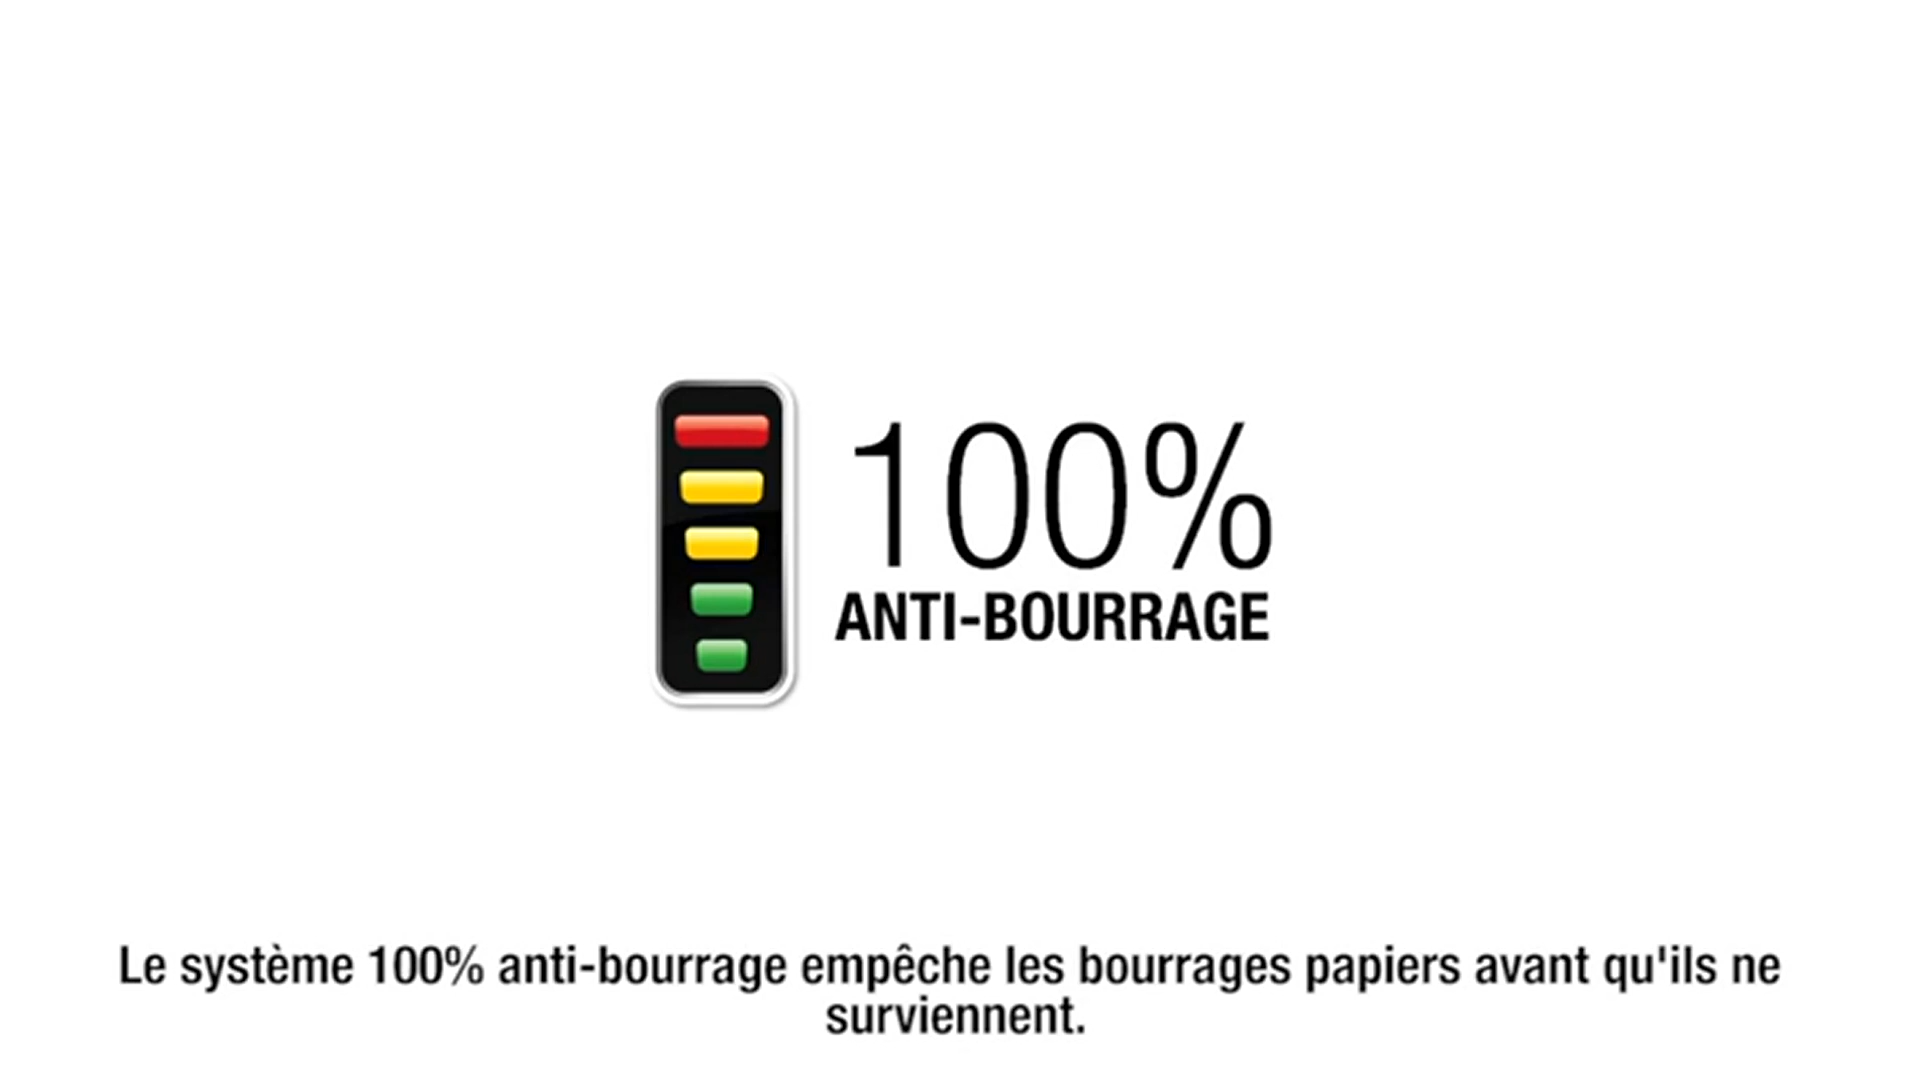 100%
ANTI-BOURRAGE
Le système 100% anti-bourrage empêche les bourrages papiers avant qu'ils ne
surviennent.